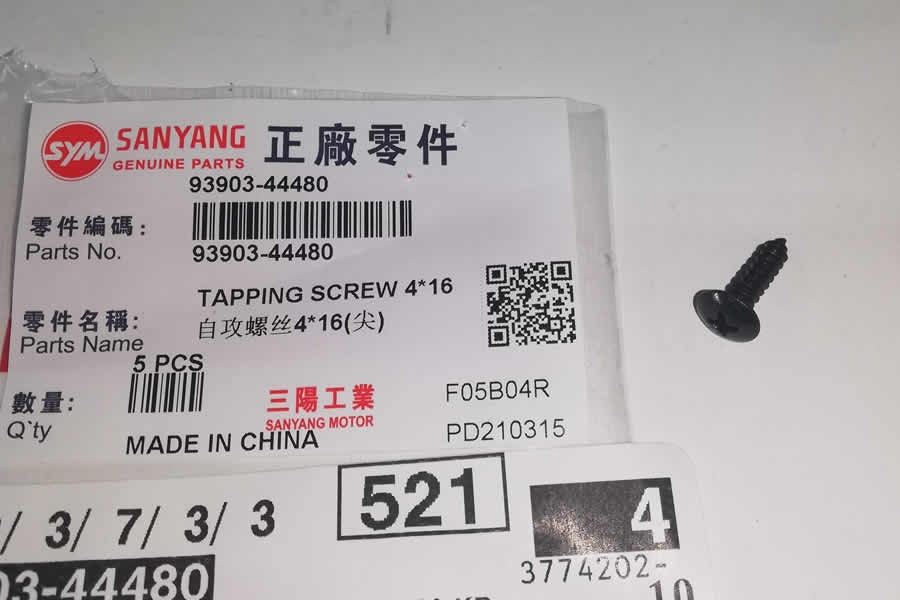 SYM SANYANG 正廠零件
GENUINE PARTS
93903-44480
零件編碼:
Parts No. 93903-44480
TAPPING SCREW 4*16
零件名稱: 自攻螺丝4*16(尖)
Parts Name
5 PCS
數量: 三陽工業 F05B04R
Q`ty SANYANG MOTOR PD210315
MADE IN CHINA
/ 3/ 7/ 3/ 3 521 4
03-44480 3774202-
10